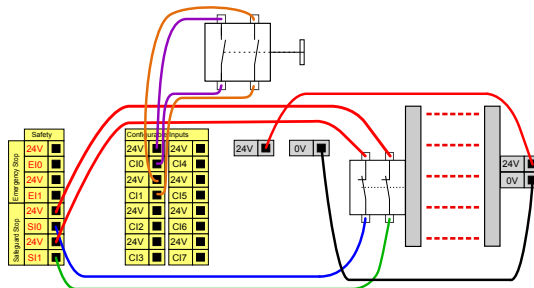 Safety
Emergency Stop
24V
EI0
24V
EI1
Safeguard Stop
24V
SI0
24V
SI1
Configurable Inputs
24V 24V
CI0 CI4
24V 24V
CI1 CI5
24V 24V
CI2 CI6
24V 24V
CI3 CI7
24V
0V
24V
0V